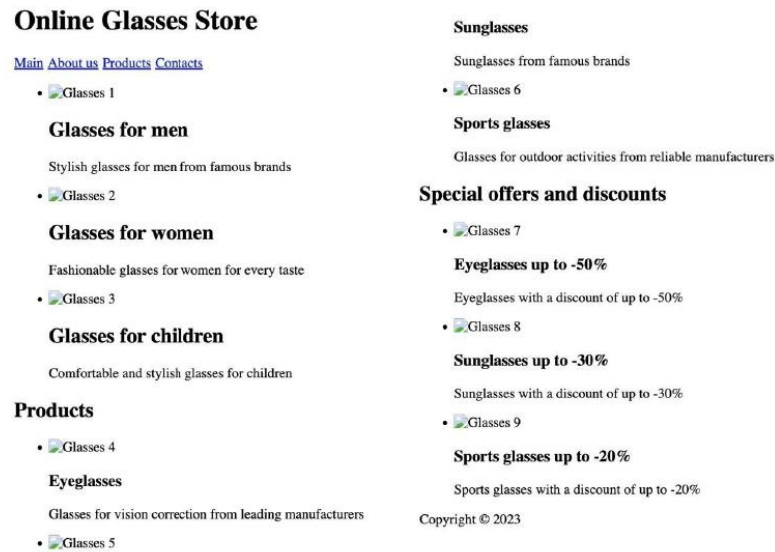 Online Glasses Store
Main About us Products Contacts
Glasses 1
Glasses for men
Stylish glasses for men from famous brands
Glasses 2
Glasses for women
Fashionable glasses for women for every taste
Glasses 3
Glasses for children
Comfortable and stylish glasses for children
Products
Glasses 4
Eyeglasses
Glasses for vision correction from leading manufacturers
Glasses 5
Sunglasses
Sunglasses from famous brands
Glasses 6
Sports glasses
Glasses for outdoor activities from reliable manufacturers
Special offers and discounts
Glasses 7
Eyeglasses up to -50%
Eyeglasses with a discount of up to -50%
Glasses 8
Sunglasses up to -30%
Sunglasses with a discount of up to -30%
Glasses 9
Sports glasses up to -20%
Sports glasses with a discount of up to -20%
Copyright © 2023